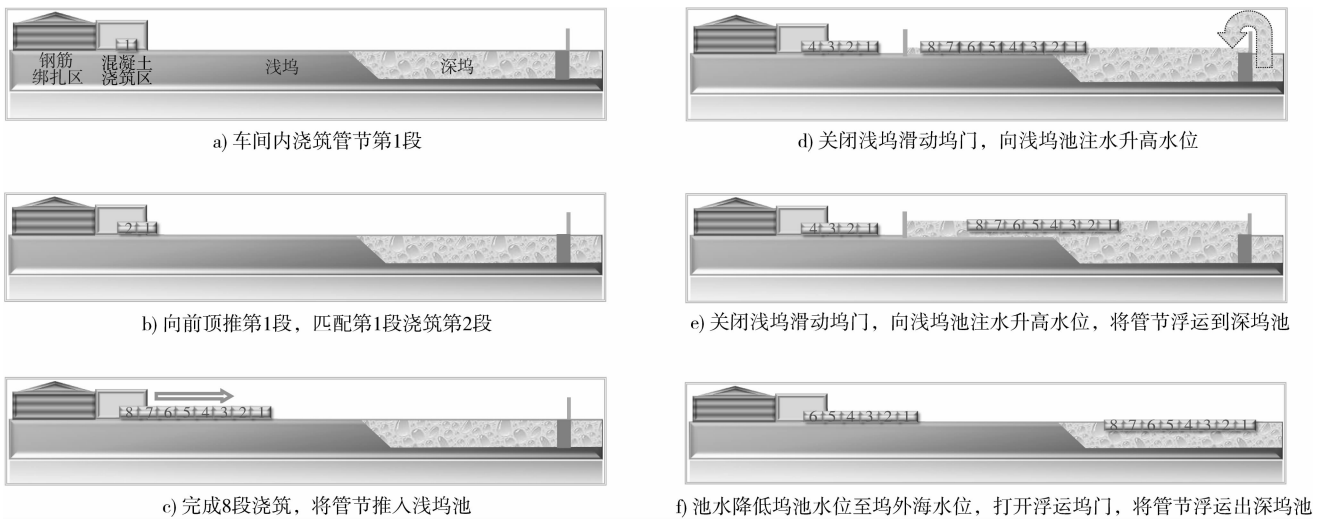 1
钢筋
绑扎区
混凝土
浇筑区
浅坞
深坞
a) 车间内浇筑管节第1段
2 1
b) 向前顶推第1段，匹配第1段浇筑第2段
8 7 6 5 4 3 2 1
c) 完成8段浇筑，将管节推入浅坞池
4 3 2 1
8 7 6 5 4 3 2 1
d) 关闭浅坞滑动坞门，向浅坞池注水升高水位
4 3 2 1
8 7 6 5 4 3 2 1
e) 关闭浅坞滑动坞门，向浅坞池注水升高水位，将管节浮运到深坞池
6 5 4 3 2 1
8 7 6 5 4 3 2 1
f) 池水降低坞池水位至坞外海水位，打开浮运坞门，将管节浮运出深坞池